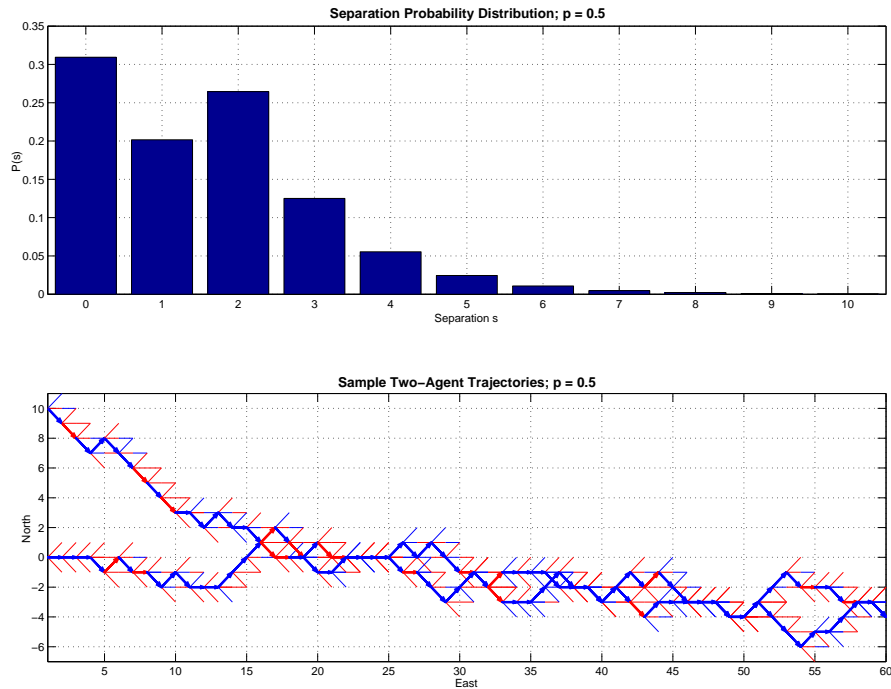 Separation Probability Distribution; p = 0.5
0.35
0.3
0.25
0.2
0.15
0.1
0.05
0
P(s)
0 1 2 3 4 5 6 7 8 9 10
Separation s
Sample Two−Agent Trajectories; p = 0.5
10
8
6
4
2
0
−2
−4
−6
North
5 10 15 20 25 30 35 40 45 50 55 60
East